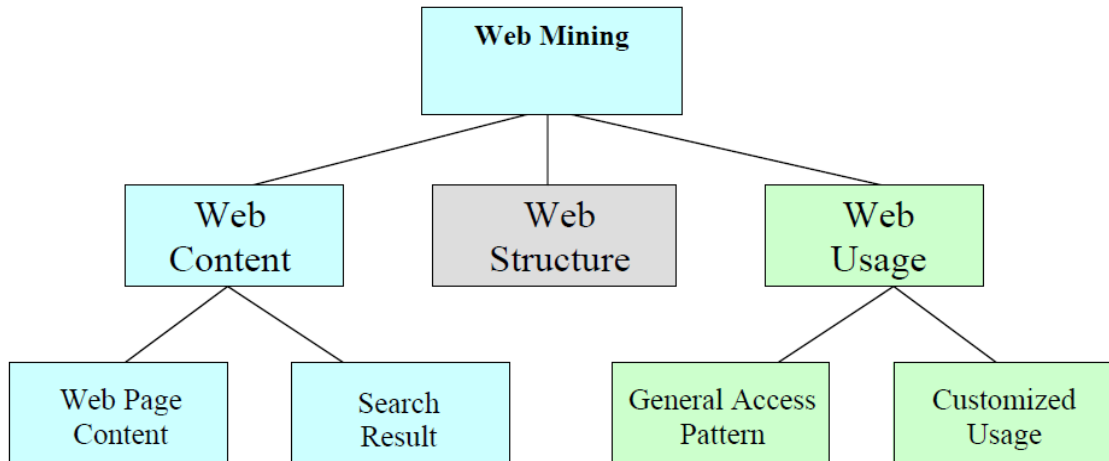 Web Mining
Web
Content
Web
Structure
Web
Usage
Web Page
Content
Search
Result
General Access
Pattern
Customized
Usage